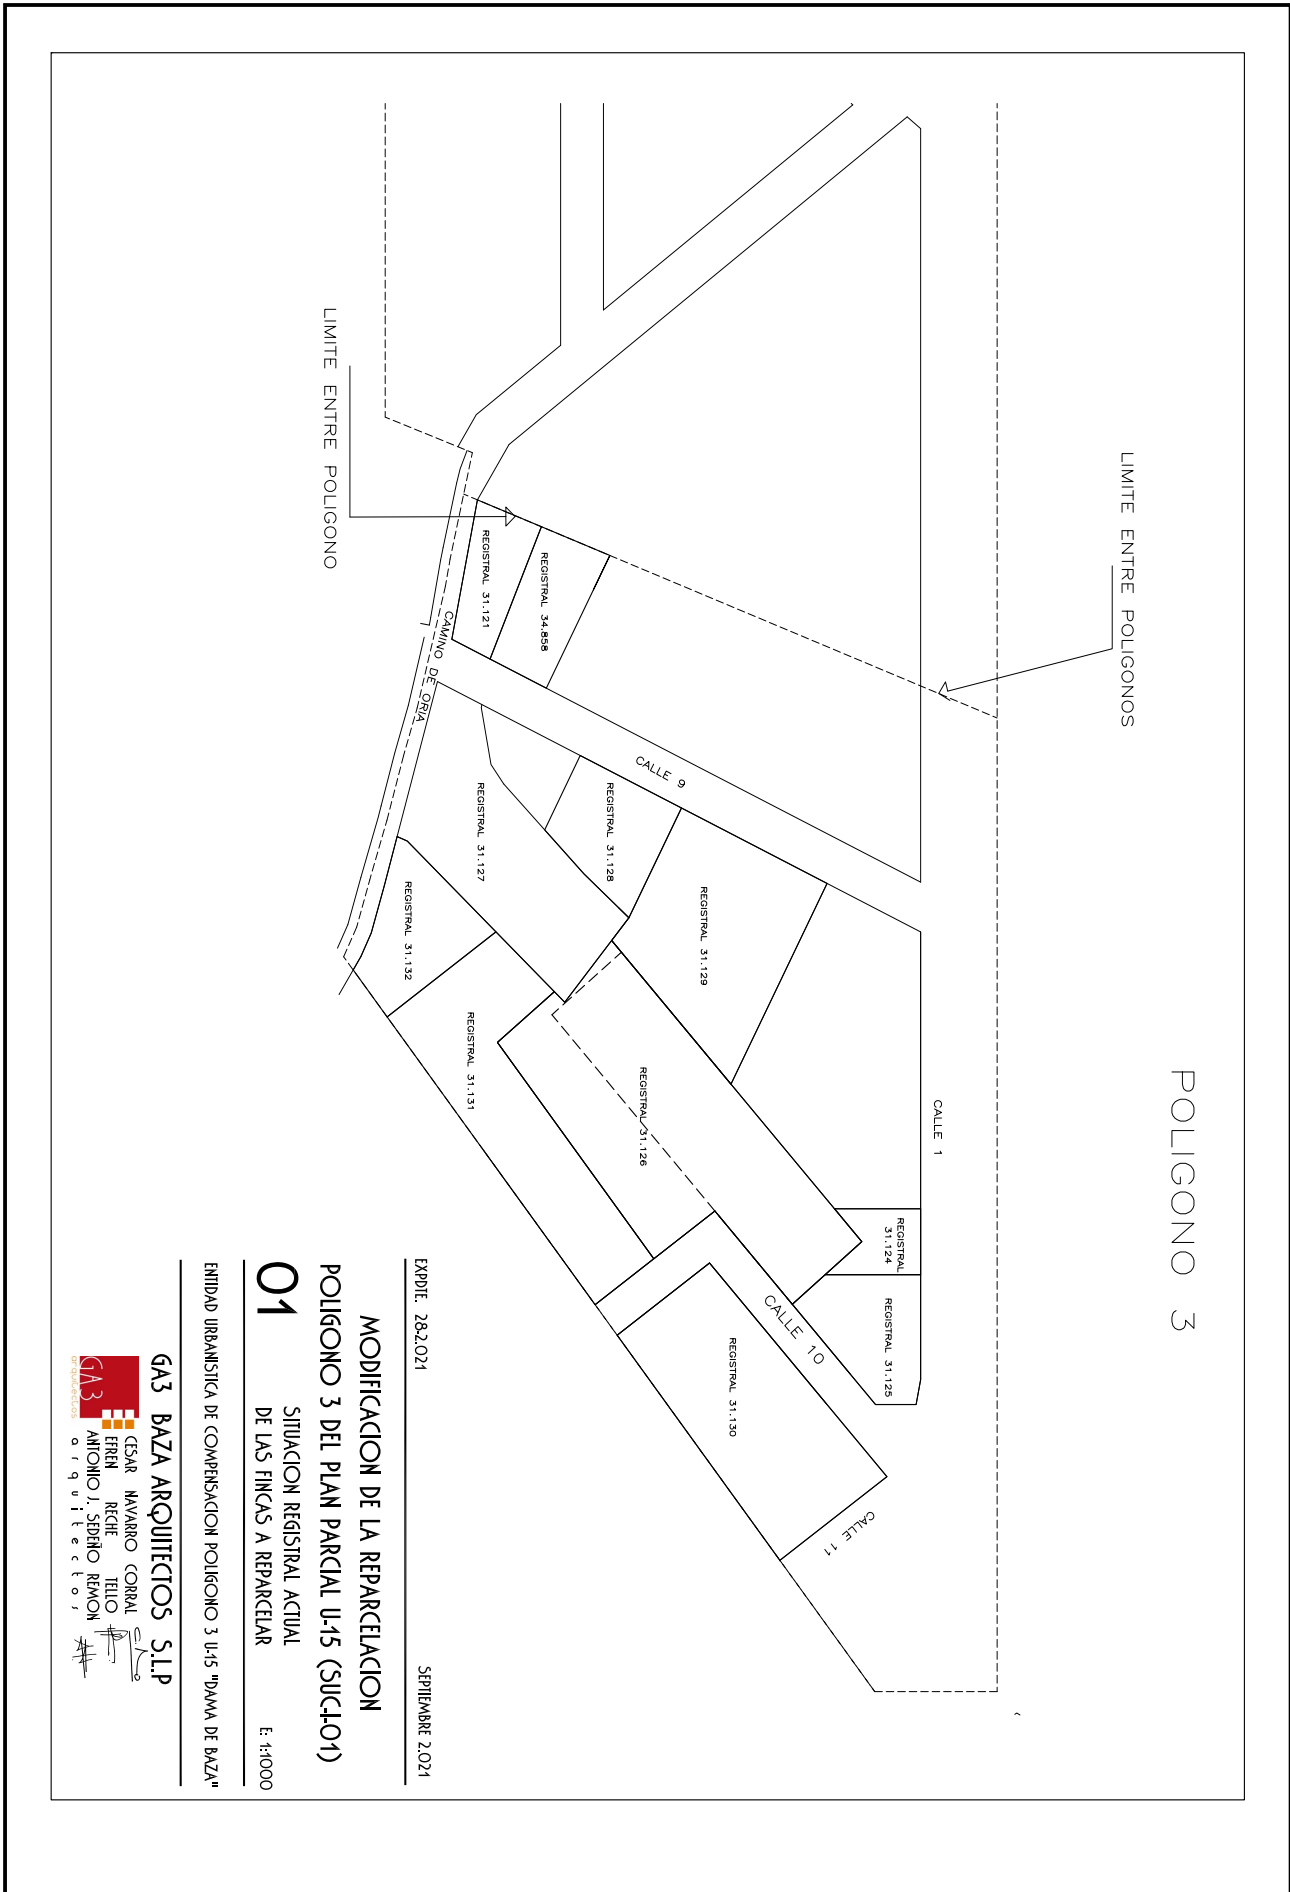 POLIGONO 3
LIMITE ENTRE POLIGONOS
LIMITE ENTRE POLIGONO
CALLE 1
CALLE 9
CALLE 10
CALLE 11
CAMINO DE ORIA
REGISTRAL 31.121
REGISTRAL 34.858
REGISTRAL 31.127
REGISTRAL 31.128
REGISTRAL 31.129
REGISTRAL 31.132
REGISTRAL 31.131
REGISTRAL 31.126
REGISTRAL
31.124
REGISTRAL 31.125
REGISTRAL 31.130
EXPDTE. 28-2.021 SEPTIEMBRE 2.021
MODIFICACION DE LA REPARCELACION
POLIGONO 3 DEL PLAN PARCIAL U-15 (SUC-I-O1)
01
SITUACION REGISTRAL ACTUAL
DE LAS FINCAS A REPARCELAR
E: 1:1000
ENTIDAD URBANISTICA DE COMPENSACION POLIGONO 3 U-15 "DAMA DE BAZA"
GA3 BAZA ARQUITECTOS S.L.P
GA3
arquitectos
CESAR NAVARRO CORRAL
EFREN RECHE TELLO
ANTONIO J. SEDEÑO REMON
arquitectos